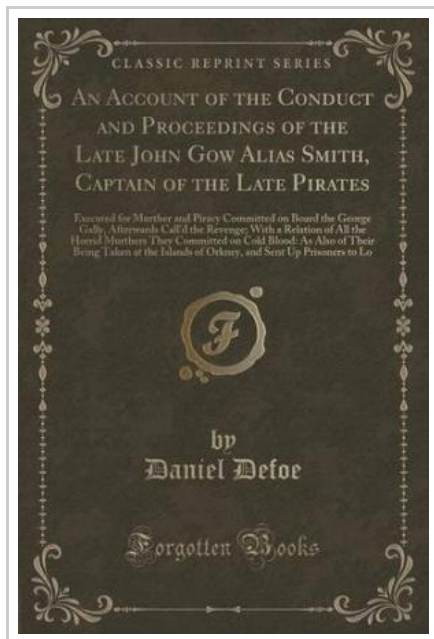 CLASSIC REPRINT SERIES
AN ACCOUNT OF THE CONDUCT
AND PROCEEDINGS OF THE
LATE JOHN GOW ALIAS SMITH,
CAPTAIN OF THE LATE PIRATES
Executed for Murther and Piracy Committed on Board the George
Gally, Afterwards Call'd the Revenge; With a Relation of All the
Horrid Murthers They Committed on Cold Blood: As Also of Their
Being Taken at the Islands of Orkney, and Sent Up Prisoners to Lo
F
by
Daniel Defoe
Forgotten Books